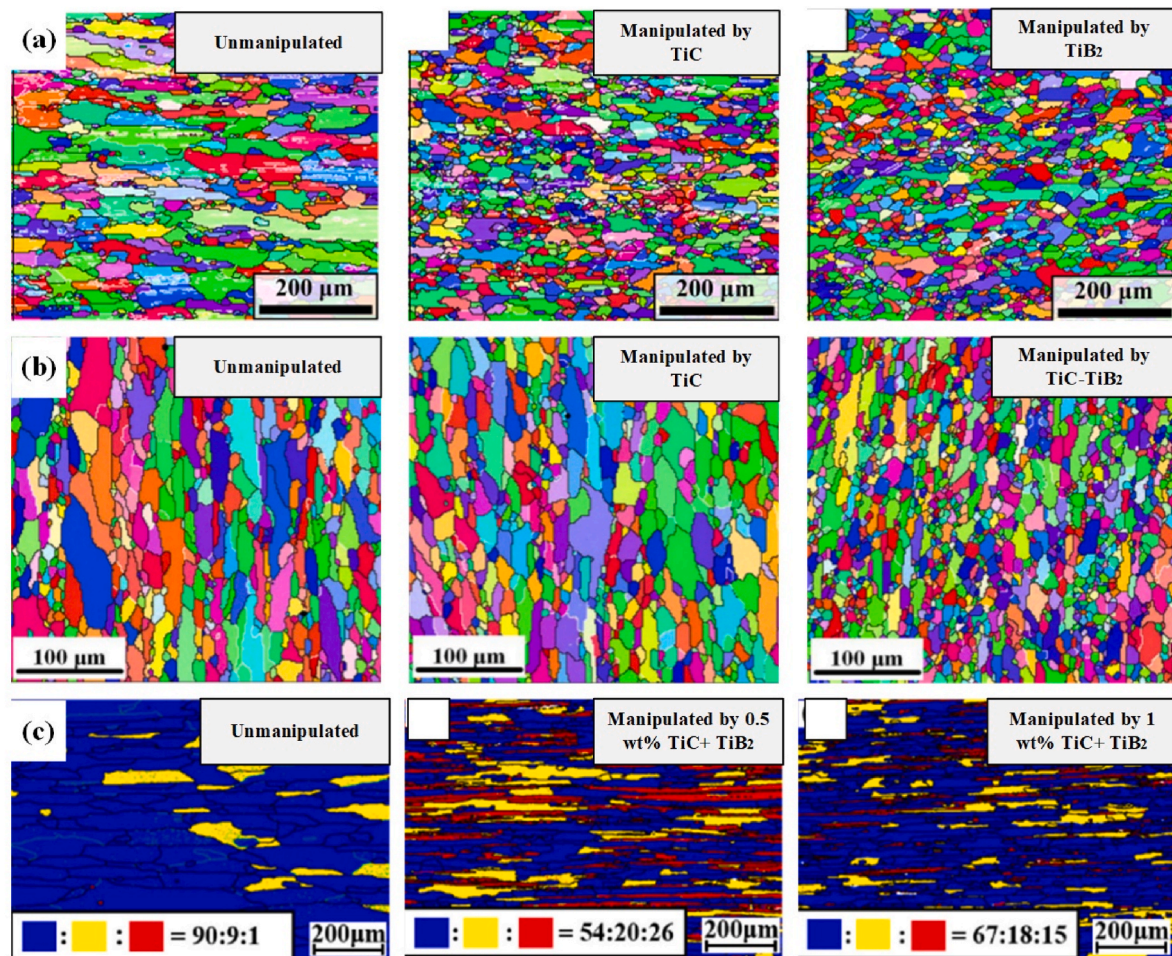 (a)
Unmanipulated
Manipulated by
TiC
Manipulated by
TiB₂
200 μm
200 μm
200 μm
(b)
Unmanipulated
Manipulated by
TiC
Manipulated by
TiC-TiB₂
100 μm
100 μm
100 μm
(c)
Unmanipulated
Manipulated by 0.5
wt% TiC+ TiB₂
Manipulated by 1
wt% TiC+ TiB₂
: : = 90:9:1
200μm
: : = 54:20:26
200μm
: : = 67:18:15
200μm